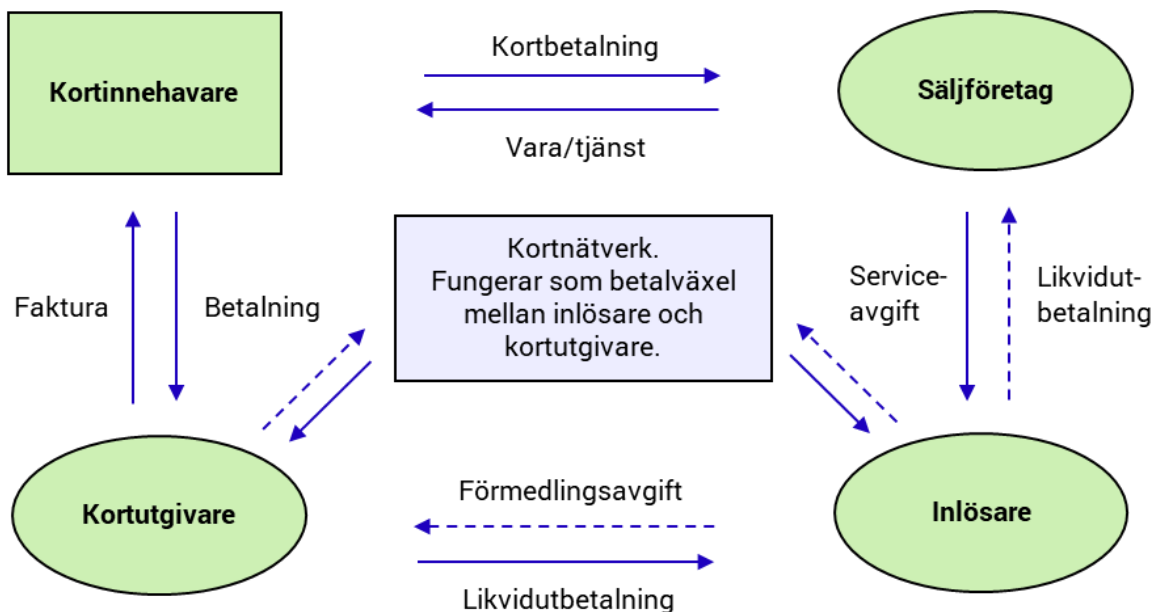 Kortbetalning
Kortinnehavare
Säljföretag
Vara/tjänst
Kortnätverk.
Fungerar som betalväxel
mellan inlösare och
kortutgivare.
Faktura
Betalning
Service-
avgift
Likvidut-
betalning
Förmedlingsavgift
Kortutgivare
Inlösare
Likvidutbetalning